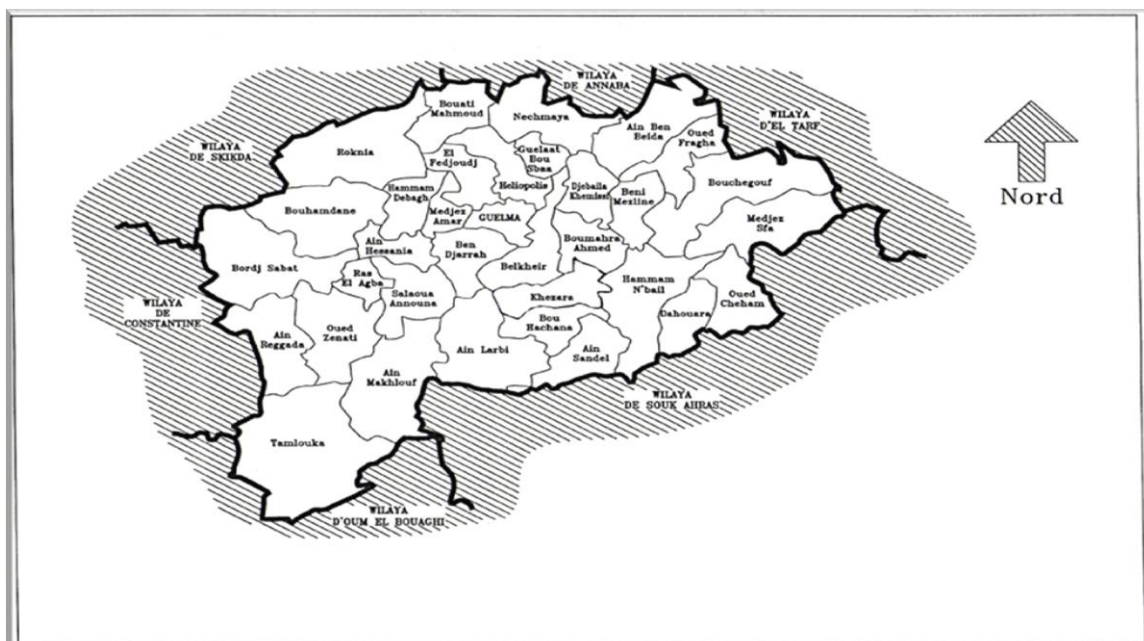 WILAYA
DE ANNABA
Bouati
Mahmoud
Nechmaya
WILAYA
D'EL TARF
Ain Ben
Beida
Oued
Fragha
WILAYA
DE SKIKDA
Roknia
El
Fedjoudj
Guelaat
Bou
Sbaa
Hammam
Debagh
Heliopolis
Djebaila
Khemissi
Beni
Mezline
Bouchegouf
Nord
Bouhamdane
Medjez
Amar
GUELMA
Medjez
Sfa
Ain
Hessania
Ben
Djarrah
Boumahra
Ahmed
Bordj Sabat
Ras
El Agba
Belkheir
Hammam
N'bail
Salaoua
Announa
Khezara
Oued
Cheham
WILAYA
DE
CONSTANTINE
Dahouara
Bou
Hachana
Oued
Zenati
Ain
Reggada
Ain Larbi
Ain
Sandel
Ain
Makhlouf
WILAYA
DE SOUK AHRAS
Tamlouka
WILAYA
D'OUM EL BOUAGHI